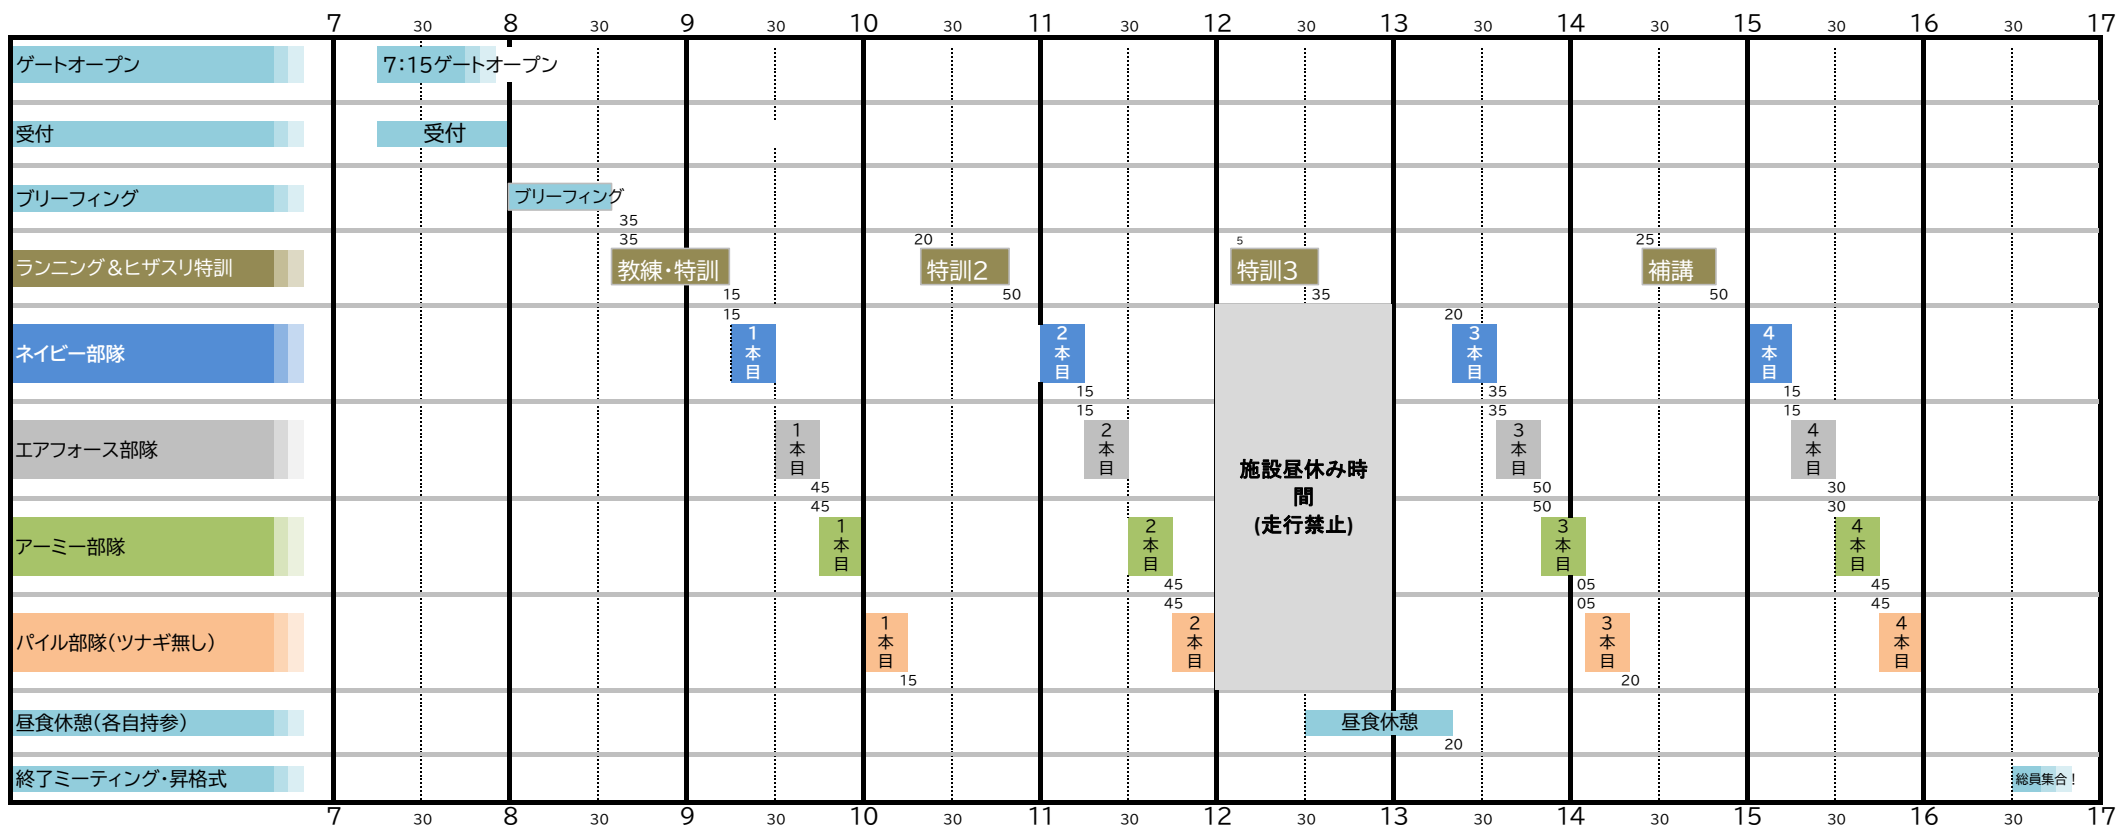 7 30 8 30 9 30 10 30 11 30 12 30 13 30 14 30 15 30 16 30 17
ゲートオープン 7:15ゲートオープン
受付 受付
ブリーフィング ブリーフィング
35
35 20 5 25
ランニング＆ヒザスリ特訓 教練・特訓 特訓2 特訓3 補講
15 50 35 50
15 20
ネイビー部隊
1
本
目
2
本
目
3
本
目
4
本
目
15 35 15
15 35 15
エアフォース部隊
1
本
目
2
本
目
3
本
目
4
本
目
施設昼休み時
間
(走行禁止)
45 50 30
45 50 30
アーミー部隊
1
本
目
2
本
目
3
本
目
4
本
目
45 05 45
45 05 45
パイル部隊(ツナギ無し)
1
本
目
2
本
目
3
本
目
4
本
目
15 20
昼食休憩(各自持参) 昼食休憩
20
終了ミーティング・昇格式 総員集合！
7 30 8 30 9 30 10 30 11 30 12 30 13 30 14 30 15 30 16 30 17